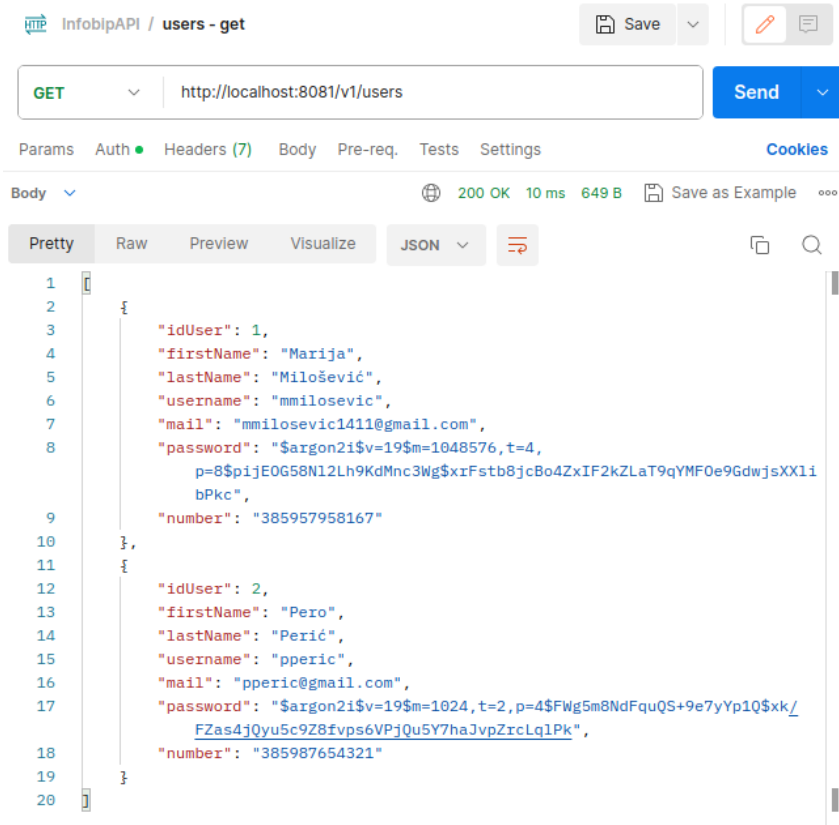 HTTP InfobipAPI / users - get Save
GET http://localhost:8081/v1/users Send
Params Auth Headers (7) Body Pre-req. Tests Settings Cookies
Body 200 OK 10 ms 649 B Save as Example
Pretty Raw Preview Visualize JSON
1 [
2 {
3 "idUser": 1,
4 "firstName": "Marija",
5 "lastName": "Milošević",
6 "username": "mmilosevic",
7 "mail": "mmilosevic1411@gmail.com",
8 "password": "$argon2i$v=19$m=1048576,t=4,
p=8$pijEOG58Nl2Lh9KdMnc3Wg$xrFstb8jcBo4ZxIF2kZLaT9qYMFOe9GdwjsXXli
bPkc",
9 "number": "385957958167"
10 },
11 {
12 "idUser": 2,
13 "firstName": "Pero",
14 "lastName": "Perić",
15 "username": "pperic",
16 "mail": "pperic@gmail.com",
17 "password": "$argon2i$v=19$m=1024,t=2,p=4$FWg5m8NdFquQS+9e7yYp1Q$xk/
FZas4jQyu5c9Z8fvps6VPjQu5Y7haJvpZrcLqlPk",
18 "number": "385987654321"
19 }
20 ]